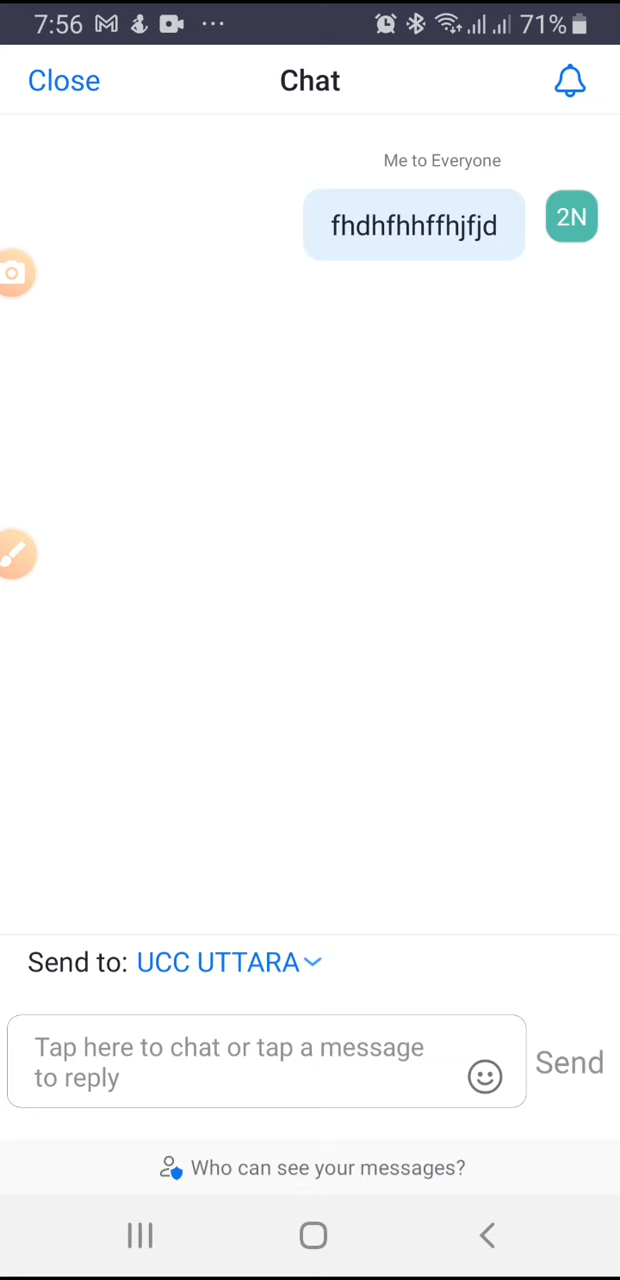 7:56 71%
Close Chat
Me to Everyone
fhdhfhhffhjfjd 2N
Send to: UCC UTTARA
Tap here to chat or tap a message
to reply
Send
Who can see your messages?